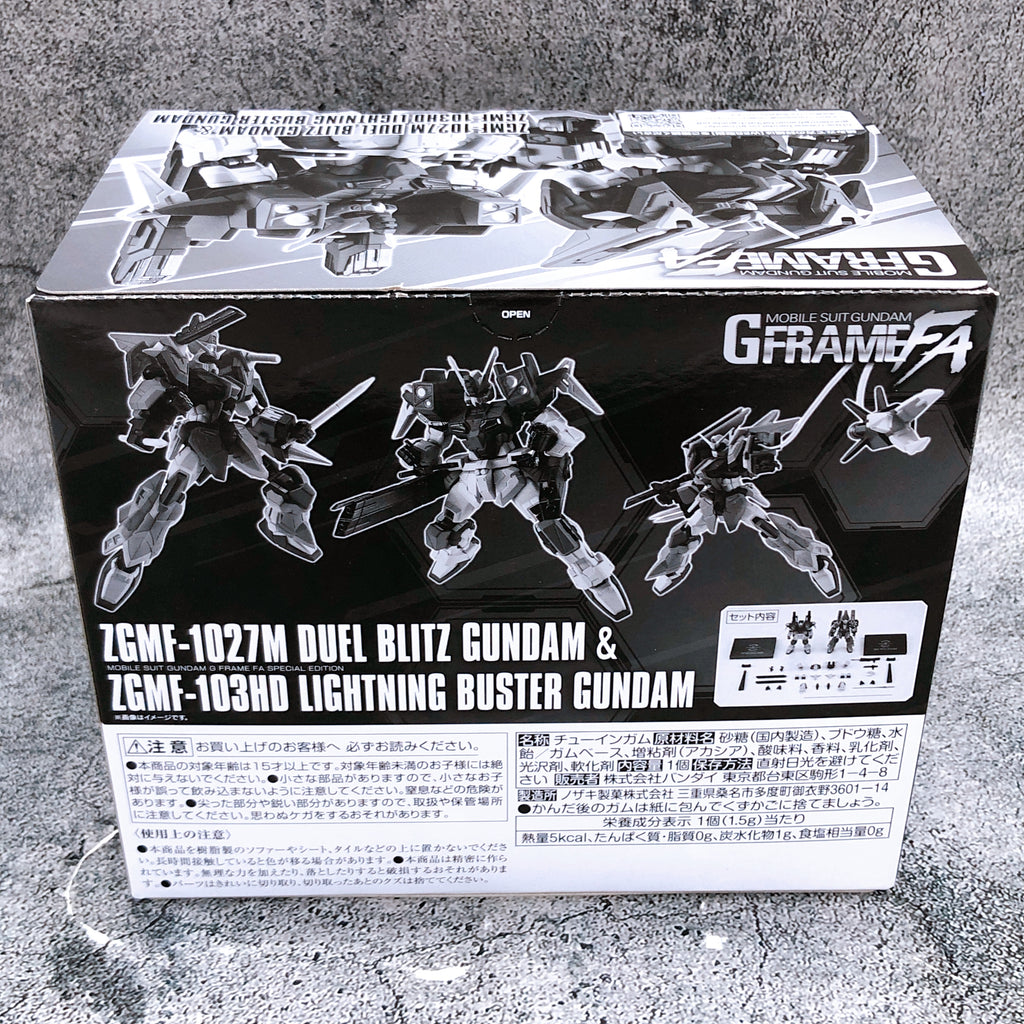 ZGMF-1027M DUEL BLITZ GUNDAM &
ZGMF-103HD LIGHTNING BUSTER GUNDAM
MOBILE SUIT GUNDAM
GFRAMEFA
OPEN
MOBILE SUIT GUNDAM
GFRAMEFA
セット内容
ZGMF-1027M DUEL BLITZ GUNDAM &
MOBILE SUIT GUNDAM G FRAME FA SPECIAL EDITION
ZGMF-103HD LIGHTNING BUSTER GUNDAM
※画像はイメージです。
⚠注意 お買い上げのお客様へ 必ずお読みください。
●本商品の対象年齢は15才以上です。対象年齢未満のお子様には絶
対に与えないでください。●小さな部品がありますので、小さなお子
様が誤って飲み込まないように注意してください。窒息などの危険が
あります。●尖った部分や鋭い部分がありますので、取扱や保管場所
に注意してください。思わぬケガをするおそれがあります。
〈使用上の注意〉
●本商品を樹脂製のソファーやシート、タイルなどの上に置かないでくださ
い。長時間接触していると色が移る場合があります。●本商品は精密に作ら
れています。無理な力を加えたり、落としたりすると破損するおそれがありま
す。●パーツはきれいに切り取り、切り取ったあとのクズは捨ててください。
名称 チューインガム 原材料名 砂糖(国内製造)、ブドウ糖、水
飴/ガムベース、増粘剤(アカシア)、酸味料、香料、乳化剤、
光沢剤、軟化剤 内容量 1個 保存方法 直射日光を避けてくだ
さい 販売者 株式会社バンダイ 東京都台東区駒形1-4-8
製造所 ノザキ製菓株式会社 三重県桑名市多度町御衣野3601-14
●かんだ後のガムは紙に包んでくずかごに捨てましょう。
栄養成分表示 1個(1.5g)当たり
熱量5kcal、たんぱく質・脂質0g、炭水化物1g、食塩相当量0g